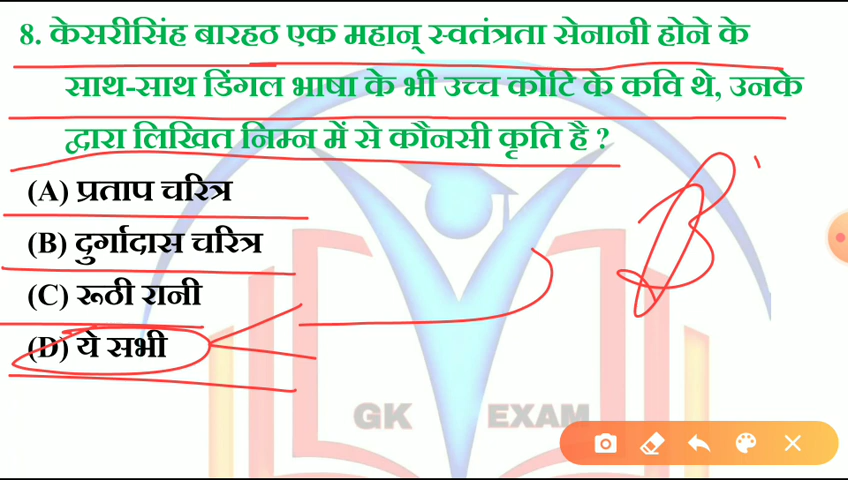 8. केसरीसिंह बारहठ एक महान् स्वतंत्रता सेनानी होने के
साथ-साथ डिंगल भाषा के भी उच्च कोटि के कवि थे, उनके
द्वारा लिखित निम्न में से कौनसी कृति है ?
(A) प्रताप चरित्र
(B) दुर्गादास चरित्र
(C) रूठी रानी
(D) ये सभी
B
GK EXAM